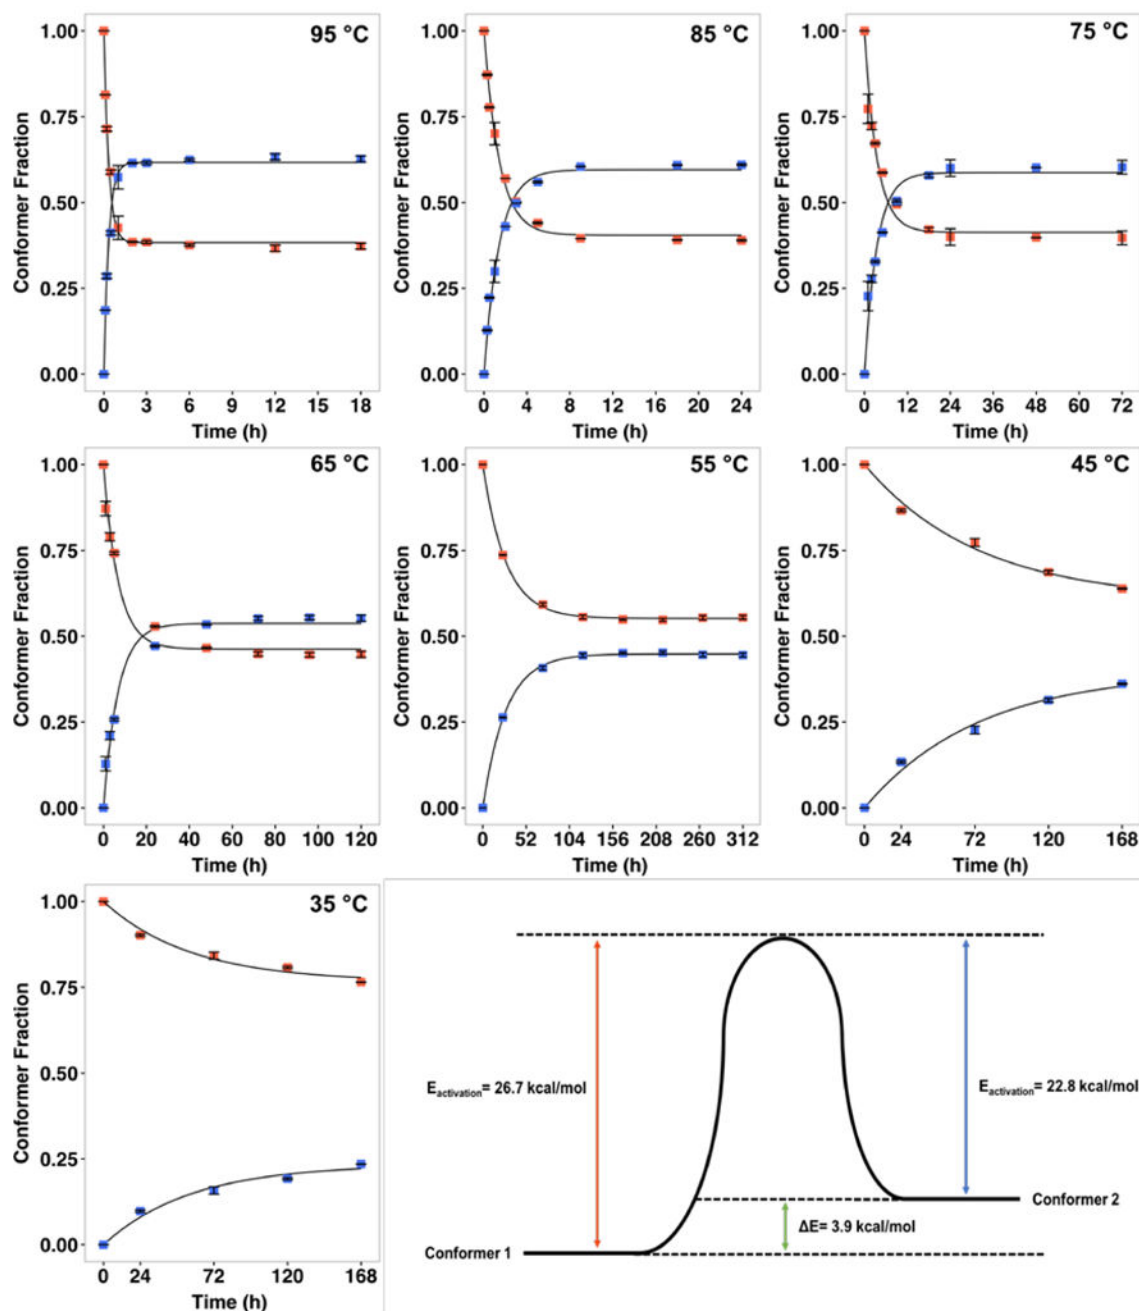 95 °C
Conformer Fraction
1.00
0.75
0.50
0.25
0.00
0 3 6 9 12 15 18
Time (h)
85 °C
Conformer Fraction
1.00
0.75
0.50
0.25
0.00
0 4 8 12 16 20 24
Time (h)
75 °C
Conformer Fraction
1.00
0.75
0.50
0.25
0.00
0 12 24 36 48 60 72
Time (h)
65 °C
Conformer Fraction
1.00
0.75
0.50
0.25
0.00
0 20 40 60 80 100 120
Time (h)
55 °C
Conformer Fraction
1.00
0.75
0.50
0.25
0.00
0 52 104 156 208 260 312
Time (h)
45 °C
Conformer Fraction
1.00
0.75
0.50
0.25
0.00
0 24 72 120 168
Time (h)
35 °C
Conformer Fraction
1.00
0.75
0.50
0.25
0.00
0 24 72 120 168
Time (h)
Eactivation= 26.7 kcal/mol
Eactivation= 22.8 kcal/mol
Conformer 2
ΔE= 3.9 kcal/mol
Conformer 1